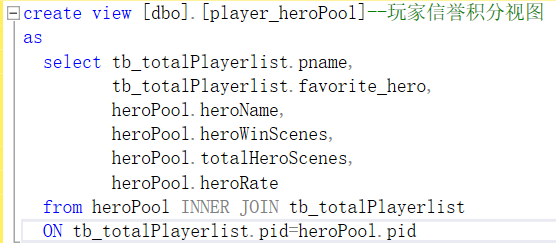 create view [dbo].[player_heroPool]--玩家信誉积分视图
as
select tb_totalPlayerlist.pname,
tb_totalPlayerlist.favorite_hero,
heroPool.heroName,
heroPool.heroWinScenes,
heroPool.totalHeroScenes,
heroPool.heroRate
from heroPool INNER JOIN tb_totalPlayerlist
ON tb_totalPlayerlist.pid=heroPool.pid